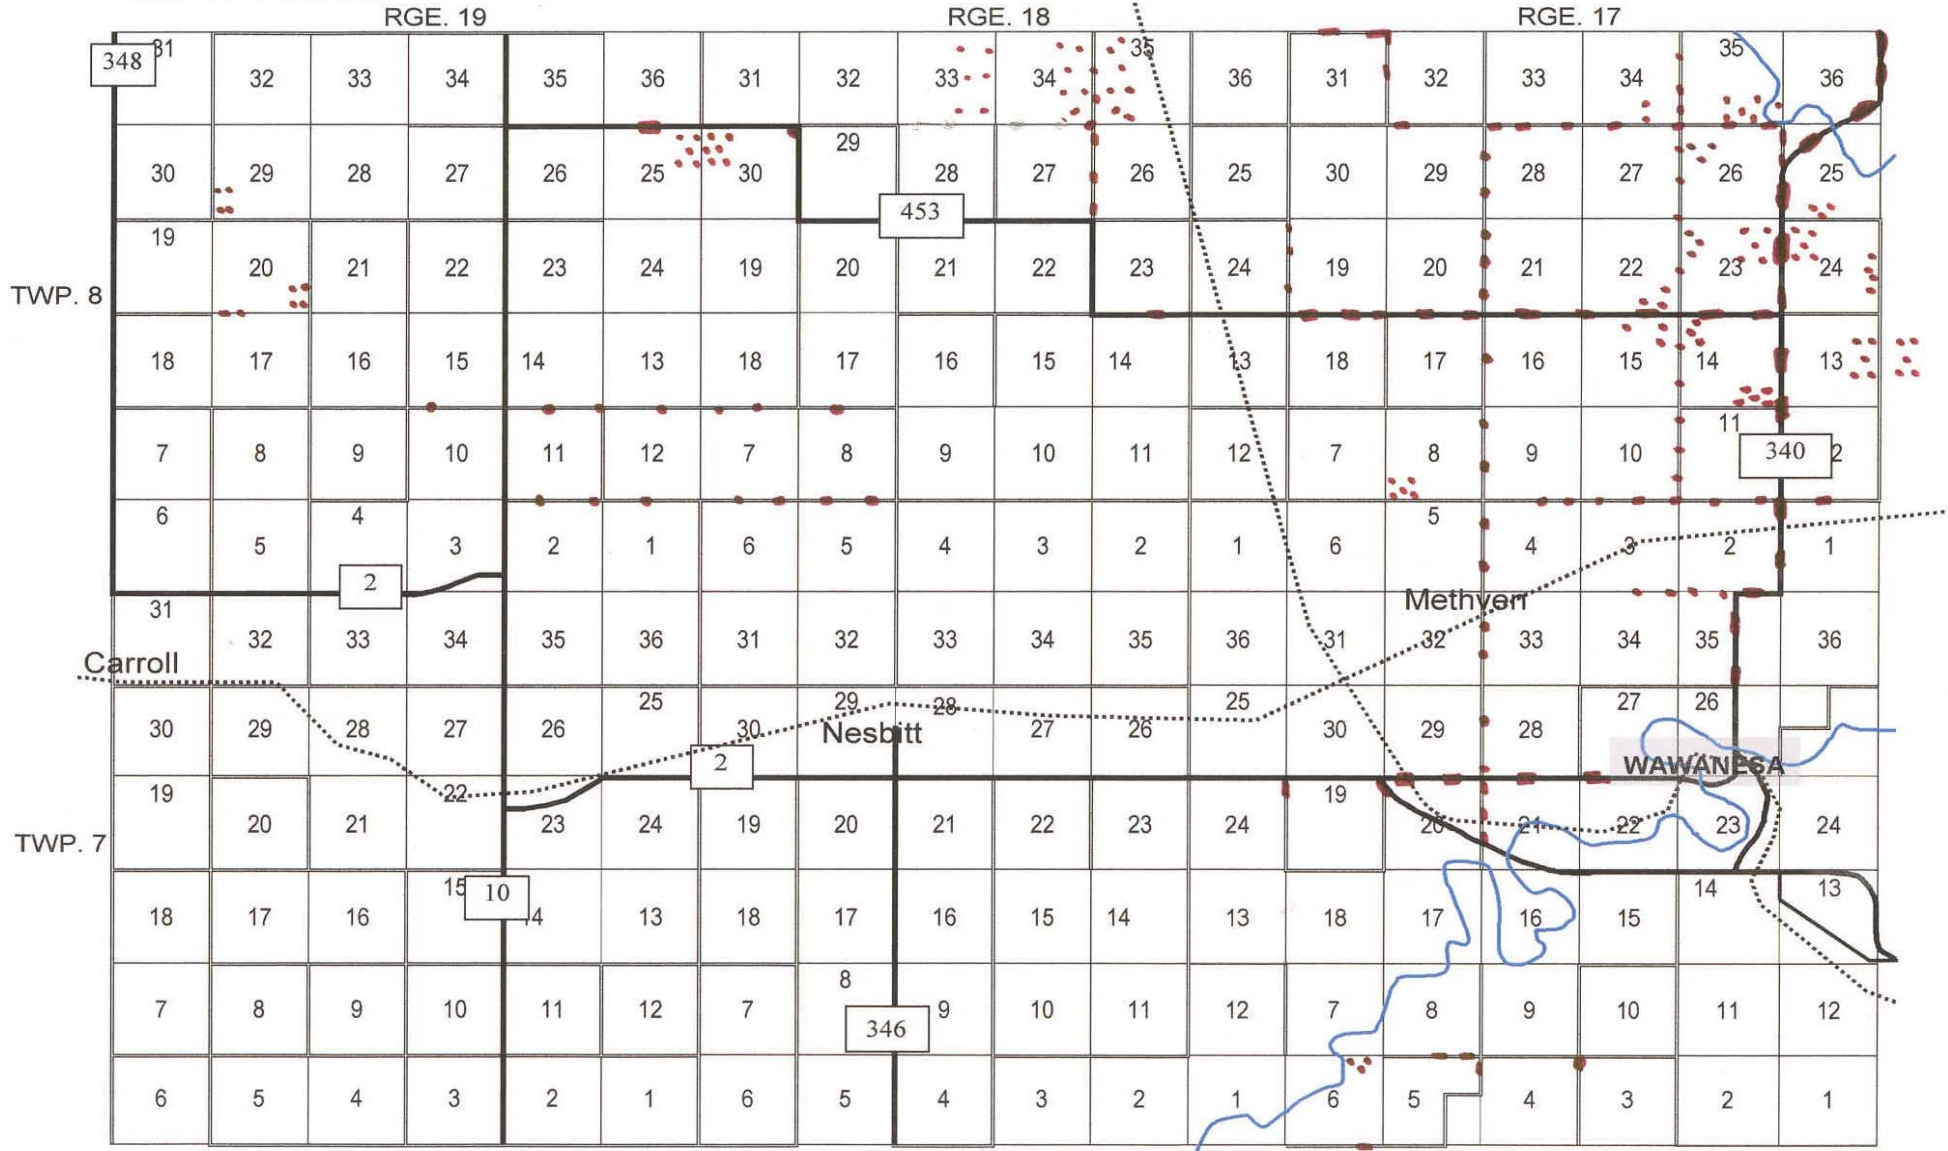 RGE. 19 RGE. 18 RGE. 17
348 31 32 33 34 35 36 31 32 33 34 35 36 31 32 33 34 35 36
30 29 28 27 26 25 30 29 28 27 26 25 30 29 28 27 26 25
453
19 20 21 22 23 24 19 20 21 22 23 24 19 20 21 22 23 24
TWP. 8
18 17 16 15 14 13 18 17 16 15 14 13 18 17 16 15 14 13
7 8 9 10 11 12 7 8 9 10 11 12 7 8 9 10 11 340 2
6 5 4 3 2 1 6 5 4 3 2 1 6 5 4 3 2 1
2
Methven
31 32 33 34 35 36 31 32 33 34 35 36 31 32 33 34 35 36
Carroll
30 29 28 27 26 25 30 29 28 27 26 25 30 29 28 27 26
Nesbitt
2 WAWANESA
19 20 21 22 23 24 19 20 21 22 23 24 19 20 21 22 23 24
TWP. 7
18 17 16 15 10 14 13 18 17 16 15 14 13 18 17 16 15 14 13
7 8 9 10 11 12 7 8 9 10 11 12 7 8 9 10 11 12
346
6 5 4 3 2 1 6 5 4 3 2 1 6 5 4 3 2 1